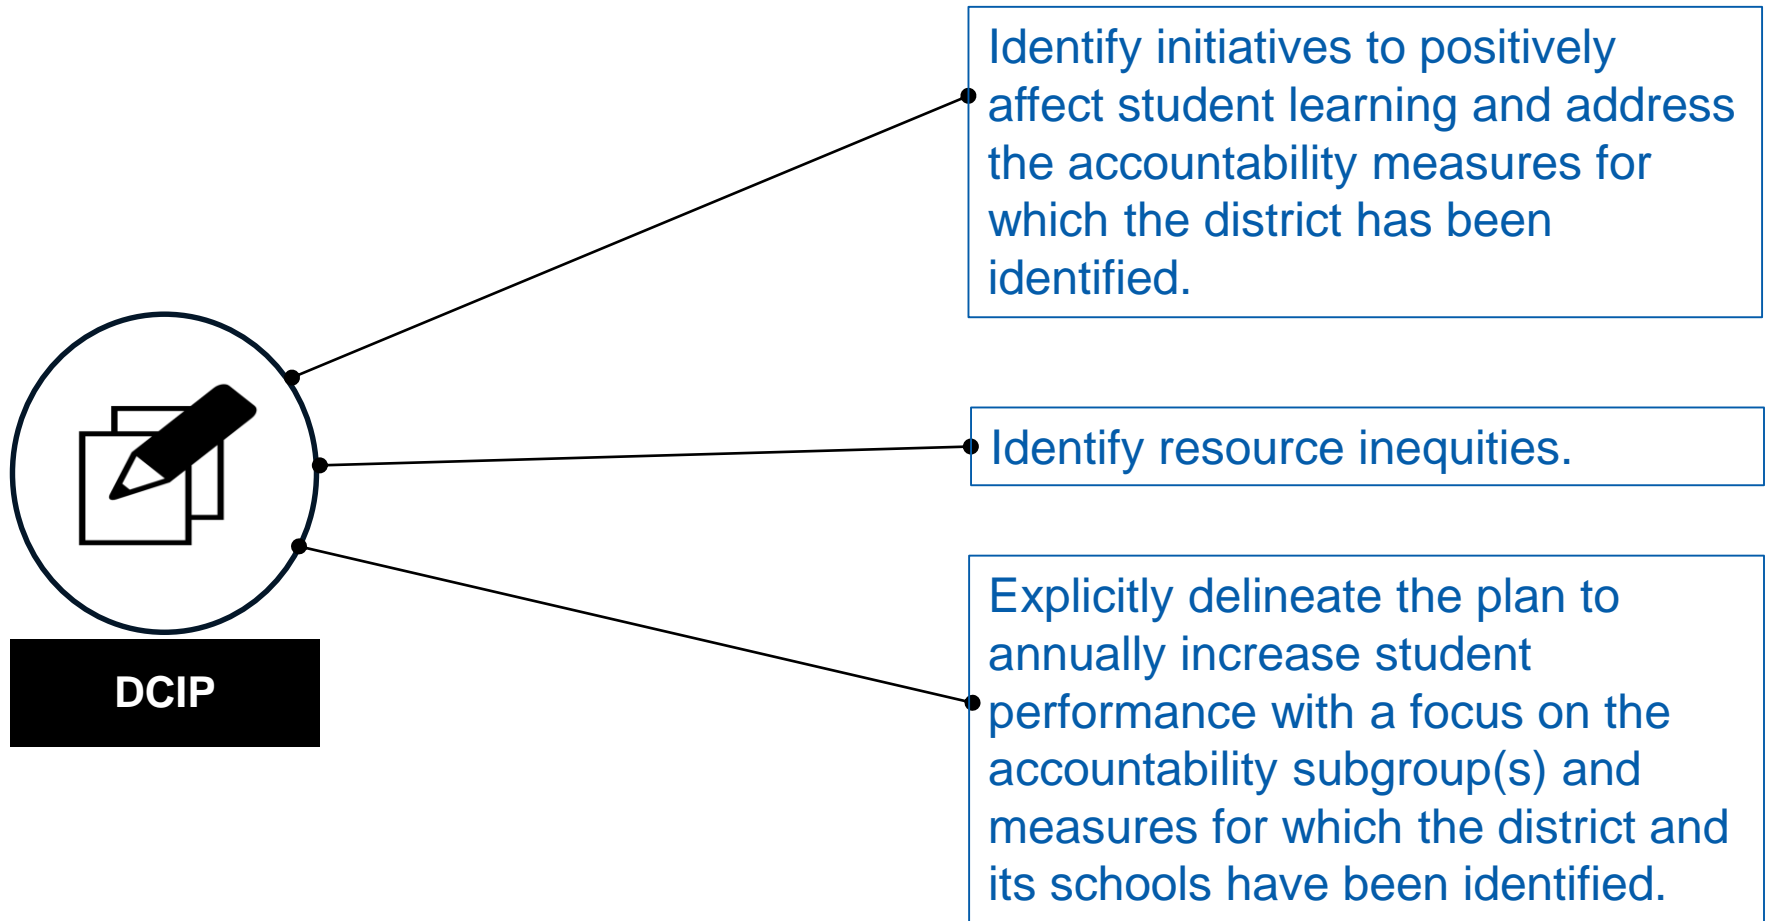 Identify initiatives to positively
affect student learning and address
the accountability measures for
which the district has been
identified.
Identify resource inequities.
DCIP
Explicitly delineate the plan to
annually increase student
performance with a focus on the
accountability subgroup(s) and
measures for which the district and
its schools have been identified.